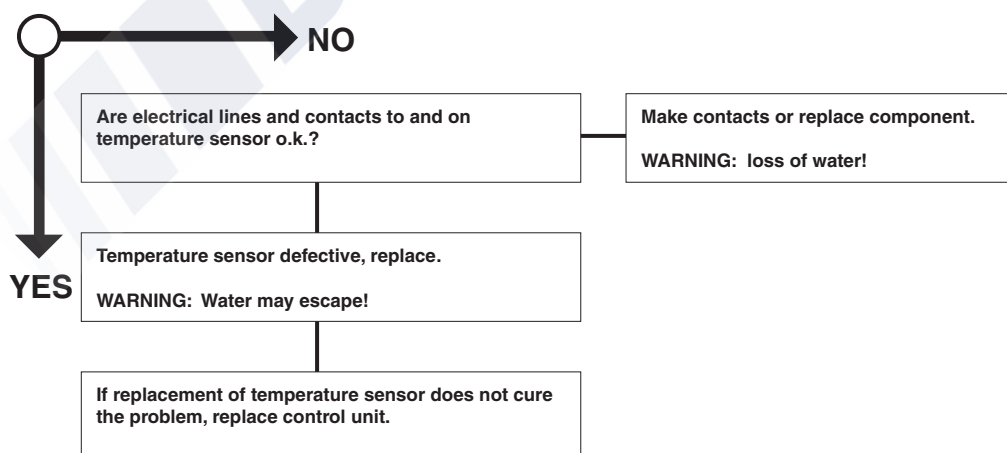 NO
Are electrical lines and contacts to and on
temperature sensor o.k.?
Make contacts or replace component.
WARNING: loss of water!
YES
Temperature sensor defective, replace.
WARNING: Water may escape!
If replacement of temperature sensor does not cure
the problem, replace control unit.